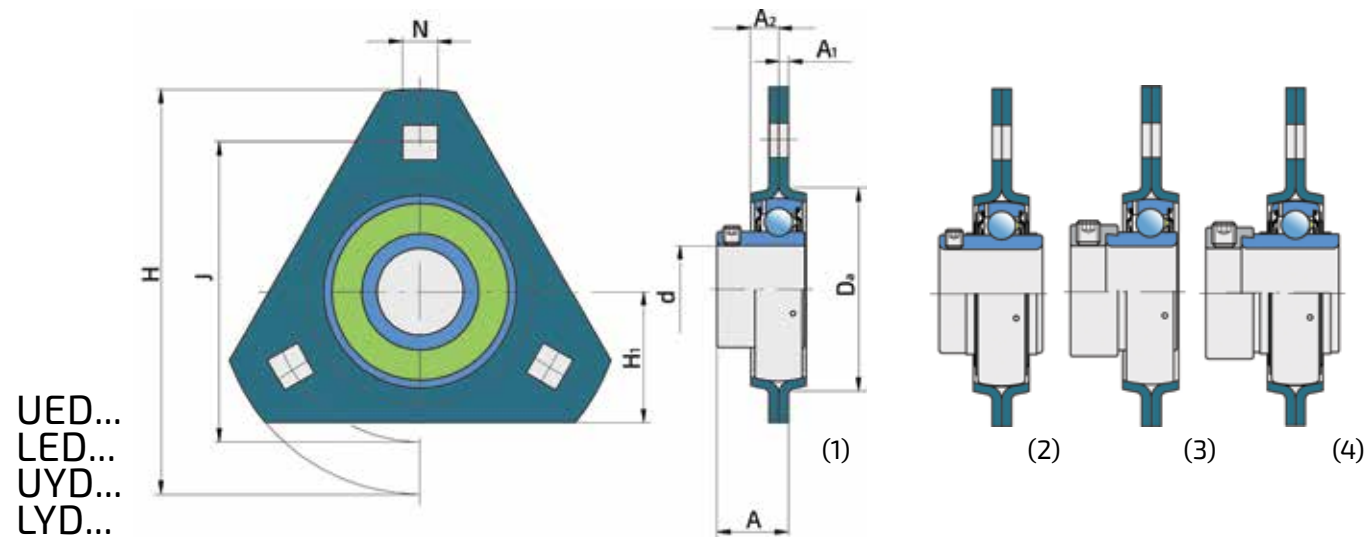 N
A₂
A₁
H
J
H₁
d
Dₐ
A
(1)
(2)
(3)
(4)
UED...
LED...
UYD...
LYD...